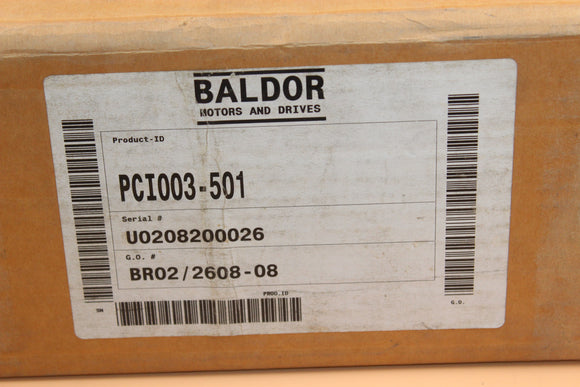 BALDOR
MOTORS AND DRIVES
Product-ID
PCI003-501
Serial #
U0208200026
G.O. #
BR02/2608-08
PROD.ID
SN
G.O.